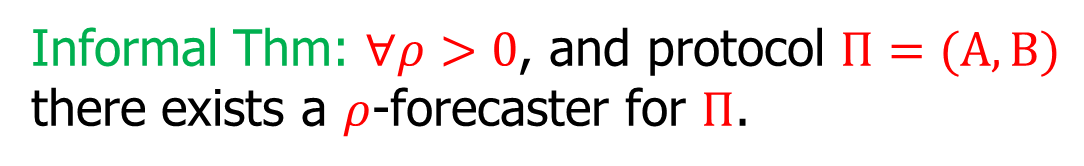 Informal Thm: ∀ρ > 0, and protocol Π = (A, B)
there exists a ρ-forecaster for Π.